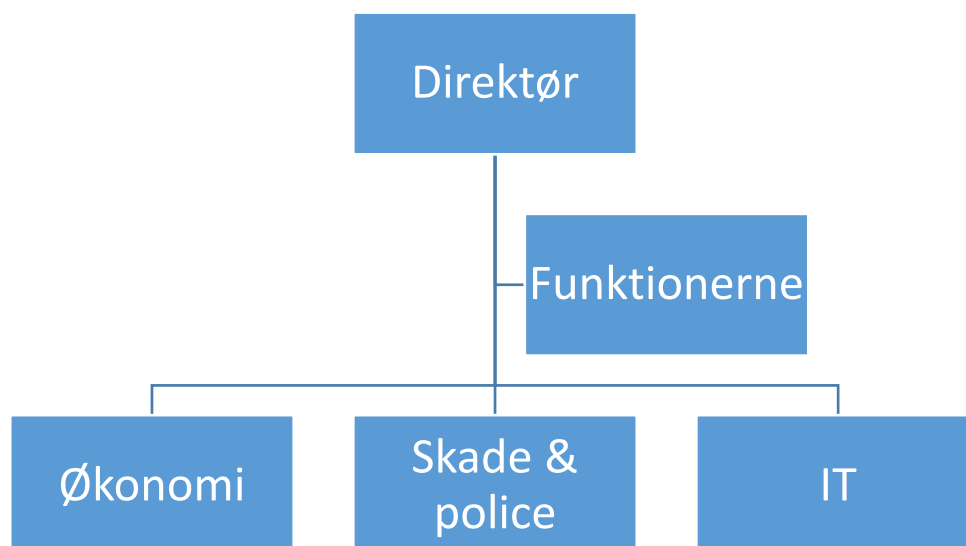 Direktør
Funktionerne
Økonomi
Skade &
police
IT